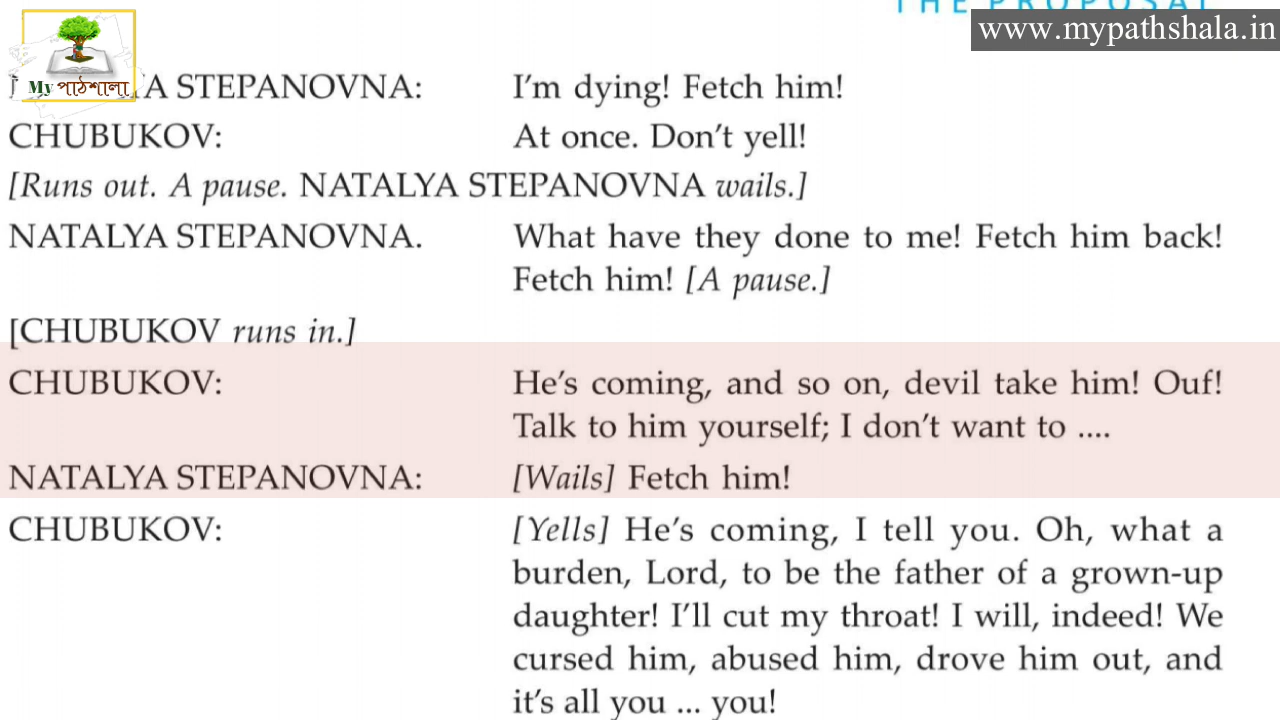 THE PROPOSAL
www.mypathshala.in
My পাঠশালা
A STEPANOVNA: I’m dying! Fetch him!
CHUBUKOV: At once. Don’t yell!
[Runs out. A pause. NATALYA STEPANOVNA wails.]
NATALYA STEPANOVNA. What have they done to me! Fetch him back!
Fetch him! [A pause.]
[CHUBUKOV runs in.]
CHUBUKOV: He’s coming, and so on, devil take him! Ouf!
Talk to him yourself; I don’t want to ....
NATALYA STEPANOVNA: [Wails] Fetch him!
CHUBUKOV: [Yells] He’s coming, I tell you. Oh, what a
burden, Lord, to be the father of a grown-up
daughter! I’ll cut my throat! I will, indeed! We
cursed him, abused him, drove him out, and
it’s all you ... you!